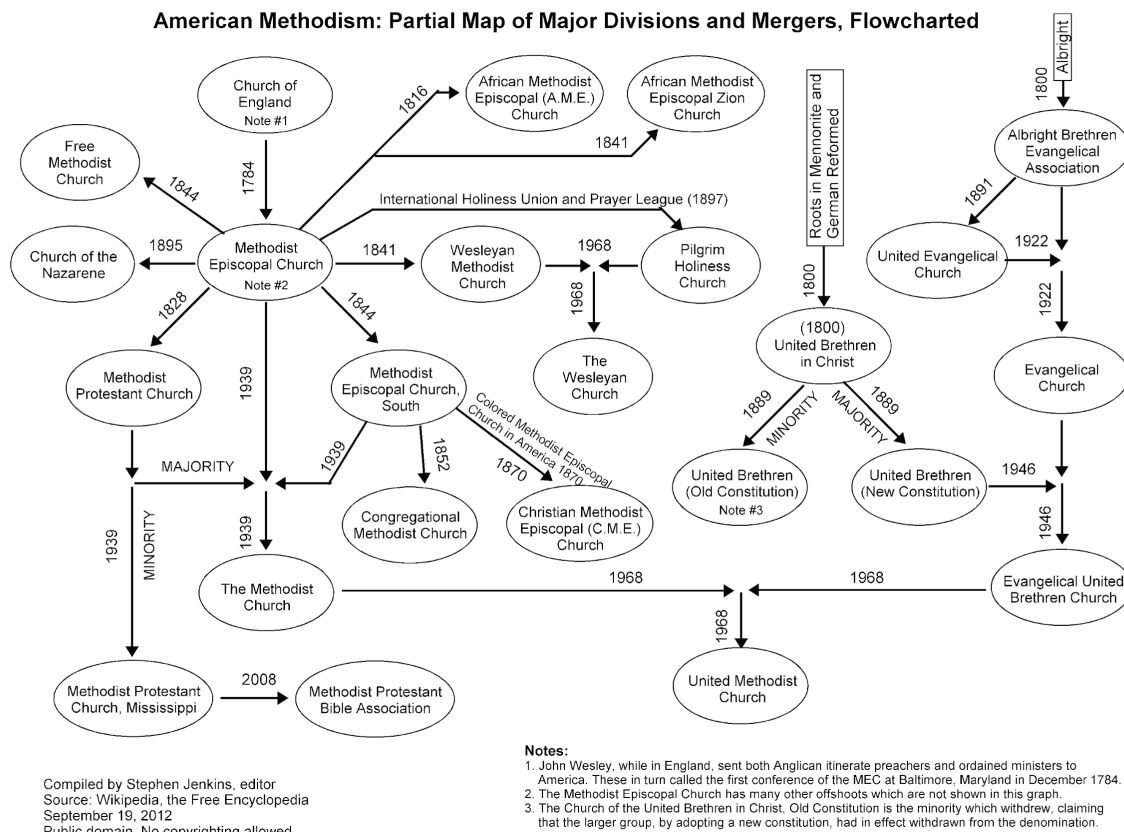 American Methodism: Partial Map of Major Divisions and Mergers, Flowcharted
Church of
England
Note #1
1784
Free
Methodist
Church
1844
1816
African Methodist
Episcopal (A.M.E.)
Church
African Methodist
Episcopal Zion
Church
1841
Roots in Mennonite and
German Reformed
1800
Albright
1800
Albright Brethren
Evangelical
Association
1891
International Holiness Union and Prayer League (1897)
Church of the
Nazarene
1895
Methodist
Episcopal Church
Note #2
1841
Wesleyan
Methodist
Church
1968
Pilgrim
Holiness
Church
1968
United Evangelical
Church
1922
1922
1828
1939
1844
Methodist
Protestant Church
Methodist
Episcopal Church,
South
The
Wesleyan
Church
(1800)
United Brethren
in Christ
Evangelical
Church
1889
MINORITY
1889
MAJORITY
Colored Methodist Episcopal
Church in America 1870
1870
1852
1939
MAJORITY
United Brethren
(Old Constitution)
Note #3
United Brethren
(New Constitution)
1946
1946
Congregational
Methodist Church
Christian Methodist
Episcopal (C.M.E.)
Church
1939
MINORITY
1939
The Methodist
Church
1968
1968
Evangelical United
Brethren Church
1968
United Methodist
Church
Methodist Protestant
Church, Mississippi
2008
Methodist Protestant
Bible Association
Compiled by Stephen Jenkins, editor
Source: Wikipedia, the Free Encyclopedia
September 19, 2012
Public domain. No copyrighting allowed
Notes:
1. John Wesley, while in England, sent both Anglican itinerate preachers and ordained ministers to
America. These in turn called the first conference of the MEC at Baltimore, Maryland in December 1784.
2. The Methodist Episcopal Church has many other offshoots which are not shown in this graph.
3. The Church of the United Brethren in Christ, Old Constitution is the minority which withdrew, claiming
that the larger group, by adopting a new constitution, had in effect withdrawn from the denomination.